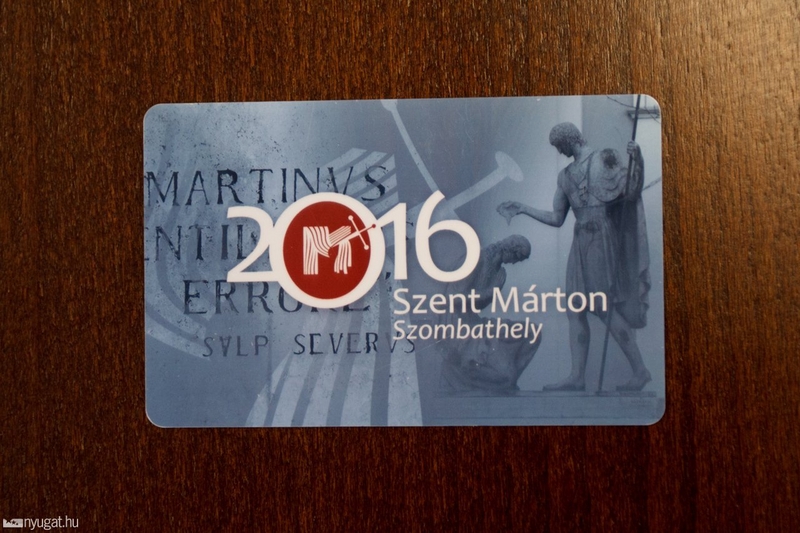 MARTINVS
2016
ERRORE
Szent Márton
Szombathely
SVLP SEVERVS
nyugat.hu